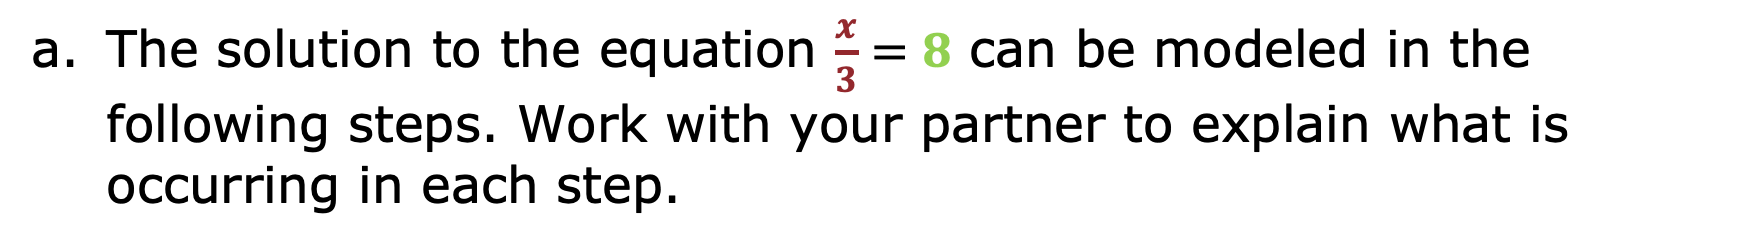 a. The solution to the equation x/3 = 8 can be modeled in the
following steps. Work with your partner to explain what is
occurring in each step.